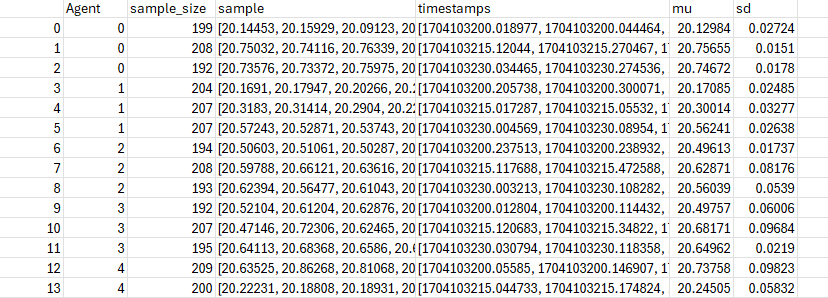 Agent sample_size sample timestamps mu sd
0 0 199 [20.14453, 20.15929, 20.09123, 20 [1704103200.018977, 1704103200.044464, 20.12984 0.02724
1 0 208 [20.75032, 20.74116, 20.76339, 20 [1704103215.12044, 1704103215.270467, 17 20.75655 0.0151
2 0 192 [20.73576, 20.73372, 20.75975, 20 [1704103230.034465, 1704103230.274536, 20.74672 0.0178
3 1 204 [20.1691, 20.17947, 20.20266, 20.2 [1704103200.205738, 1704103200.300071, 20.17085 0.02485
4 1 207 [20.3183, 20.31414, 20.2904, 20.22 [1704103215.017287, 1704103215.05532, 17 20.30014 0.03277
5 1 207 [20.57243, 20.52871, 20.53743, 20 [1704103230.004569, 1704103230.08954, 17 20.56241 0.02638
6 2 194 [20.50603, 20.51061, 20.50287, 20 [1704103200.237513, 1704103200.238932, 20.49613 0.01737
7 2 208 [20.59788, 20.66121, 20.63616, 20 [1704103215.117688, 1704103215.472588, 20.62871 0.08176
8 2 193 [20.62394, 20.56477, 20.61043, 20 [1704103230.003213, 1704103230.108282, 20.56039 0.0539
9 3 192 [20.52104, 20.61204, 20.62876, 20 [1704103200.012804, 1704103200.114432, 20.49757 0.06006
10 3 207 [20.47146, 20.72306, 20.62465, 20 [1704103215.120683, 1704103215.34822, 17 20.68171 0.09684
11 3 195 [20.64113, 20.68368, 20.6586, 20.6 [1704103230.030794, 1704103230.118358, 20.64962 0.0219
12 4 209 [20.63525, 20.86268, 20.81068, 20 [1704103200.05585, 1704103200.146907, 17 20.73758 0.09823
13 4 200 [20.22231, 20.18808, 20.18931, 20 [1704103215.044733, 1704103215.174824, 20.24505 0.05832